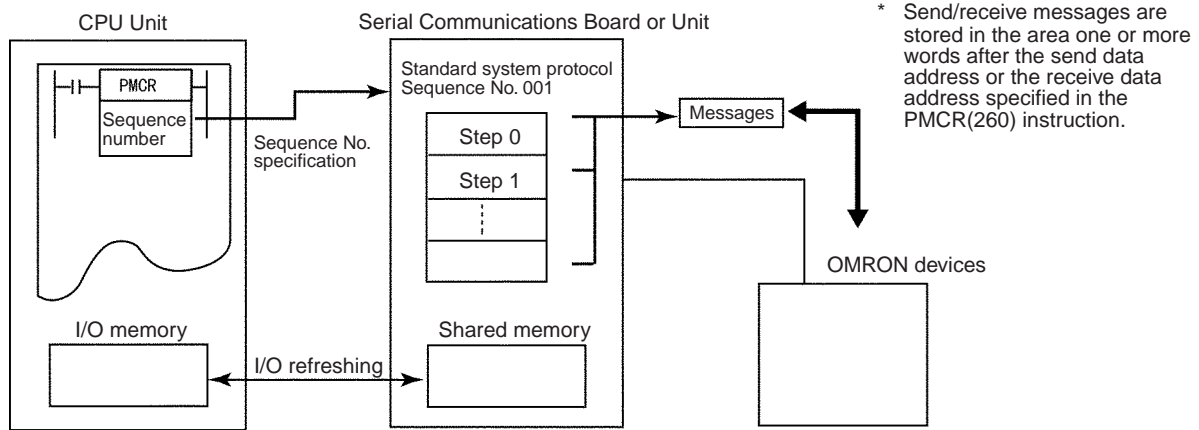 CPU Unit
Serial Communications Board or Unit
* Send/receive messages are
stored in the area one or more
words after the send data
address or the receive data
address specified in the
PMCR(260) instruction.
PMCR
Sequence
number
Sequence No.
specification
Standard system protocol
Sequence No. 001
Step 0
Step 1
Messages
OMRON devices
I/O memory
I/O refreshing
Shared memory